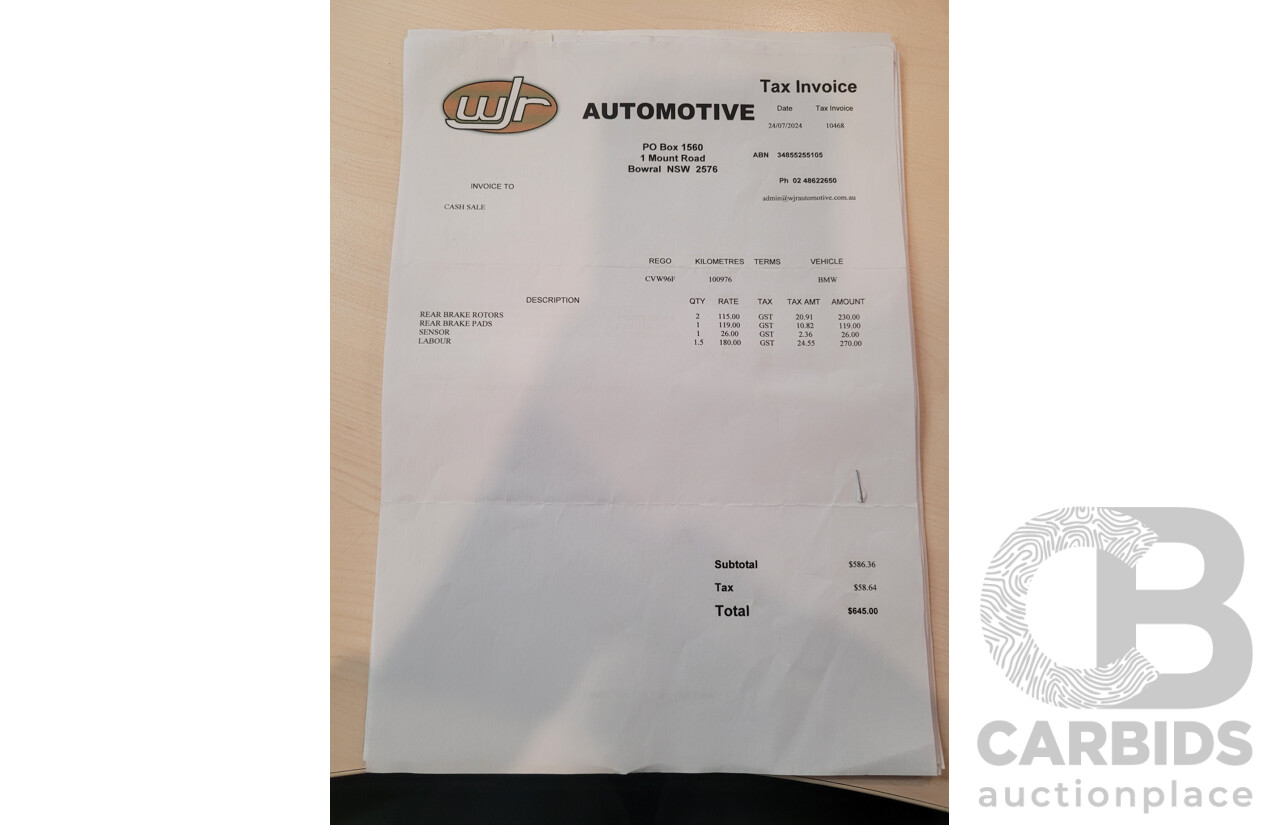 wjr AUTOMOTIVE
Tax Invoice
Date Tax Invoice
24/07/2024 10468
PO Box 1560
1 Mount Road
Bowral NSW 2576
ABN 34855255105
Ph 02 48622650
admin@wjrautomotive.com.au
INVOICE TO
CASH SALE
REGO KILOMETRES TERMS VEHICLE
CVW96F 100976 BMW
DESCRIPTION QTY RATE TAX TAX AMT AMOUNT
REAR BRAKE ROTORS 2 115.00 GST 20.91 230.00
REAR BRAKE PADS 1 119.00 GST 10.82 119.00
SENSOR 1 26.00 GST 2.36 26.00
LABOUR 1.5 180.00 GST 24.55 270.00
Subtotal $586.36
Tax $58.64
Total $645.00
CB
CARBIDS
auctionplace